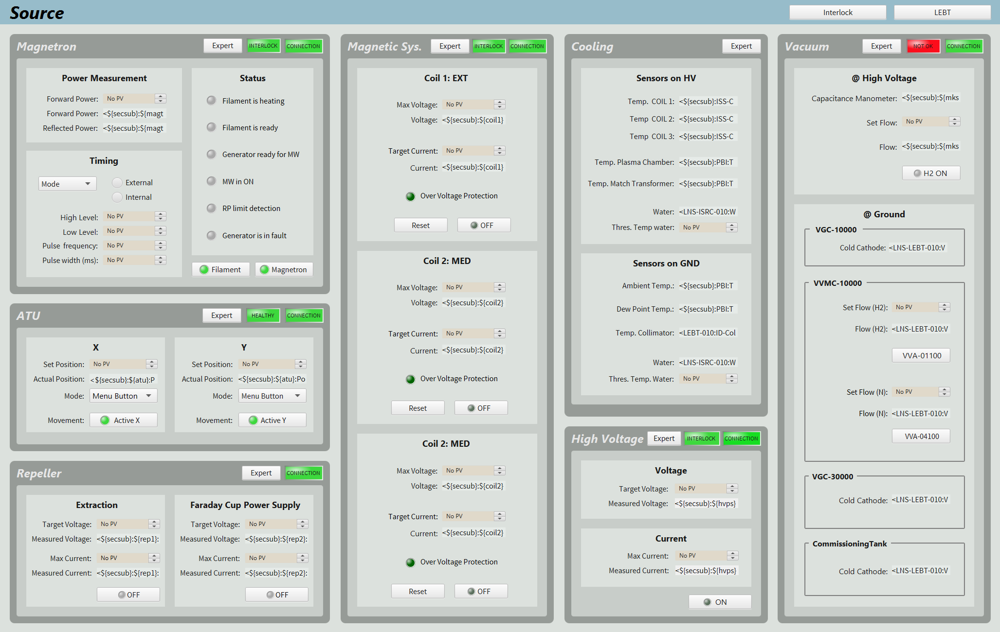 Source
Interlock
LEBT
Magnetron
Expert
INTERLOCK
CONNECTION
Power Measurement
Forward Power: No PV
Forward Power: <${secsub}:${magt
Reflected Power: <${secsub}:${magt
Timing
Mode
External
Internal
High Level: No PV
Low Level: No PV
Pulse frequency: No PV
Pulse width (ms): No PV
Status
Filament is heating
Filament is ready
Generator ready for MW
MW in ON
RP limit detection
Generator is in fault
Filament
Magnetron
ATU
Expert
HEALTHY
CONNECTION
X
Set Position: No PV
Actual Position: <${secsub}:${atu}:P
Mode: Menu Button
Movement: Active X
Y
Set Position: No PV
Actual Position: <${secsub}:${atu}:Po
Mode: Menu Button
Movement: Active Y
Repeller
Expert
CONNECTION
Extraction
Target Voltage: No PV
Measured Voltage: <${secsub}:${rep1}:
Max Current: No PV
Measured Current: <${secsub}:${rep1}:
OFF
Faraday Cup Power Supply
Target Voltage: No PV
Measured Voltage: <${secsub}:${rep2}:
Max Current: No PV
Measured Current: <${secsub}:${rep2}:
OFF
Magnetic Sys.
Expert
INTERLOCK
CONNECTION
Coil 1: EXT
Max Voltage: No PV
Voltage: <${secsub}:${coil1}
Target Current: No PV
Current: <${secsub}:${coil1}
Over Voltage Protection
Reset
OFF
Coil 2: MED
Max Voltage: No PV
Voltage: <${secsub}:${coil2}
Target Current: No PV
Current: <${secsub}:${coil2}
Over Voltage Protection
Reset
OFF
Coil 2: MED
Max Voltage: No PV
Voltage: <${secsub}:${coil2}
Target Current: No PV
Current: <${secsub}:${coil2}
Over Voltage Protection
Reset
OFF
Cooling
Expert
Sensors on HV
Temp. COIL 1: <${secsub}:ISS-C
Temp COIL 2: <${secsub}:ISS-C
Temp COIL 3: <${secsub}:ISS-C
Temp. Plasma Chamber: <${secsub}:PBI:T
Temp. Match Transformer: <${secsub}:PBI:T
Water: <LNS-ISRC-010:W
Thres. Temp water: No PV
Sensors on GND
Ambient Temp.: <${secsub}:PBI:T
Dew Point Temp.: <${secsub}:PBI:T
Temp. Collimator: <LEBT-010:ID-Col
Water: <LNS-ISRC-010:W
Thres. Temp. Water: No PV
High Voltage
Expert
INTERLOCK
CONNECTION
Voltage
Target Voltage: No PV
Measured Voltage: <${secsub}:${hvps}
Current
Max Current: No PV
Measured Current: <${secsub}:${hvps}
ON
Vacuum
Expert
NOT OK
CONNECTION
@ High Voltage
Capacitance Manometer: <${secsub}:${mks
Set Flow: No PV
Flow: <${secsub}:${mks
H2 ON
@ Ground
VGC-10000
Cold Cathode: <LNS-LEBT-010:V
VVMC-10000
Set Flow (H2): No PV
Flow (H2): <LNS-LEBT-010:V
VVA-01100
Set Flow (N): No PV
Flow (N): <LNS-LEBT-010:V
VVA-04100
VGC-30000
Cold Cathode: <LNS-LEBT-010:V
CommissioningTank
Cold Cathode: <LNS-LEBT-010:V